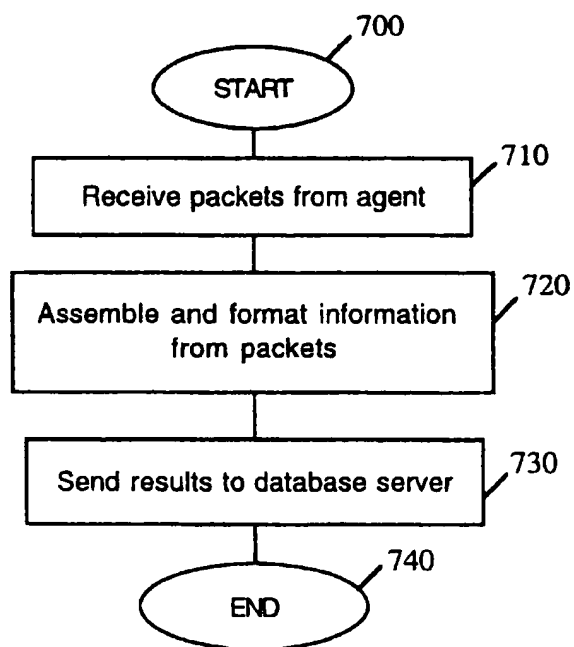 700
START
710
Receive packets from agent
720
Assemble and format information
from packets
730
Send results to database server
740
END